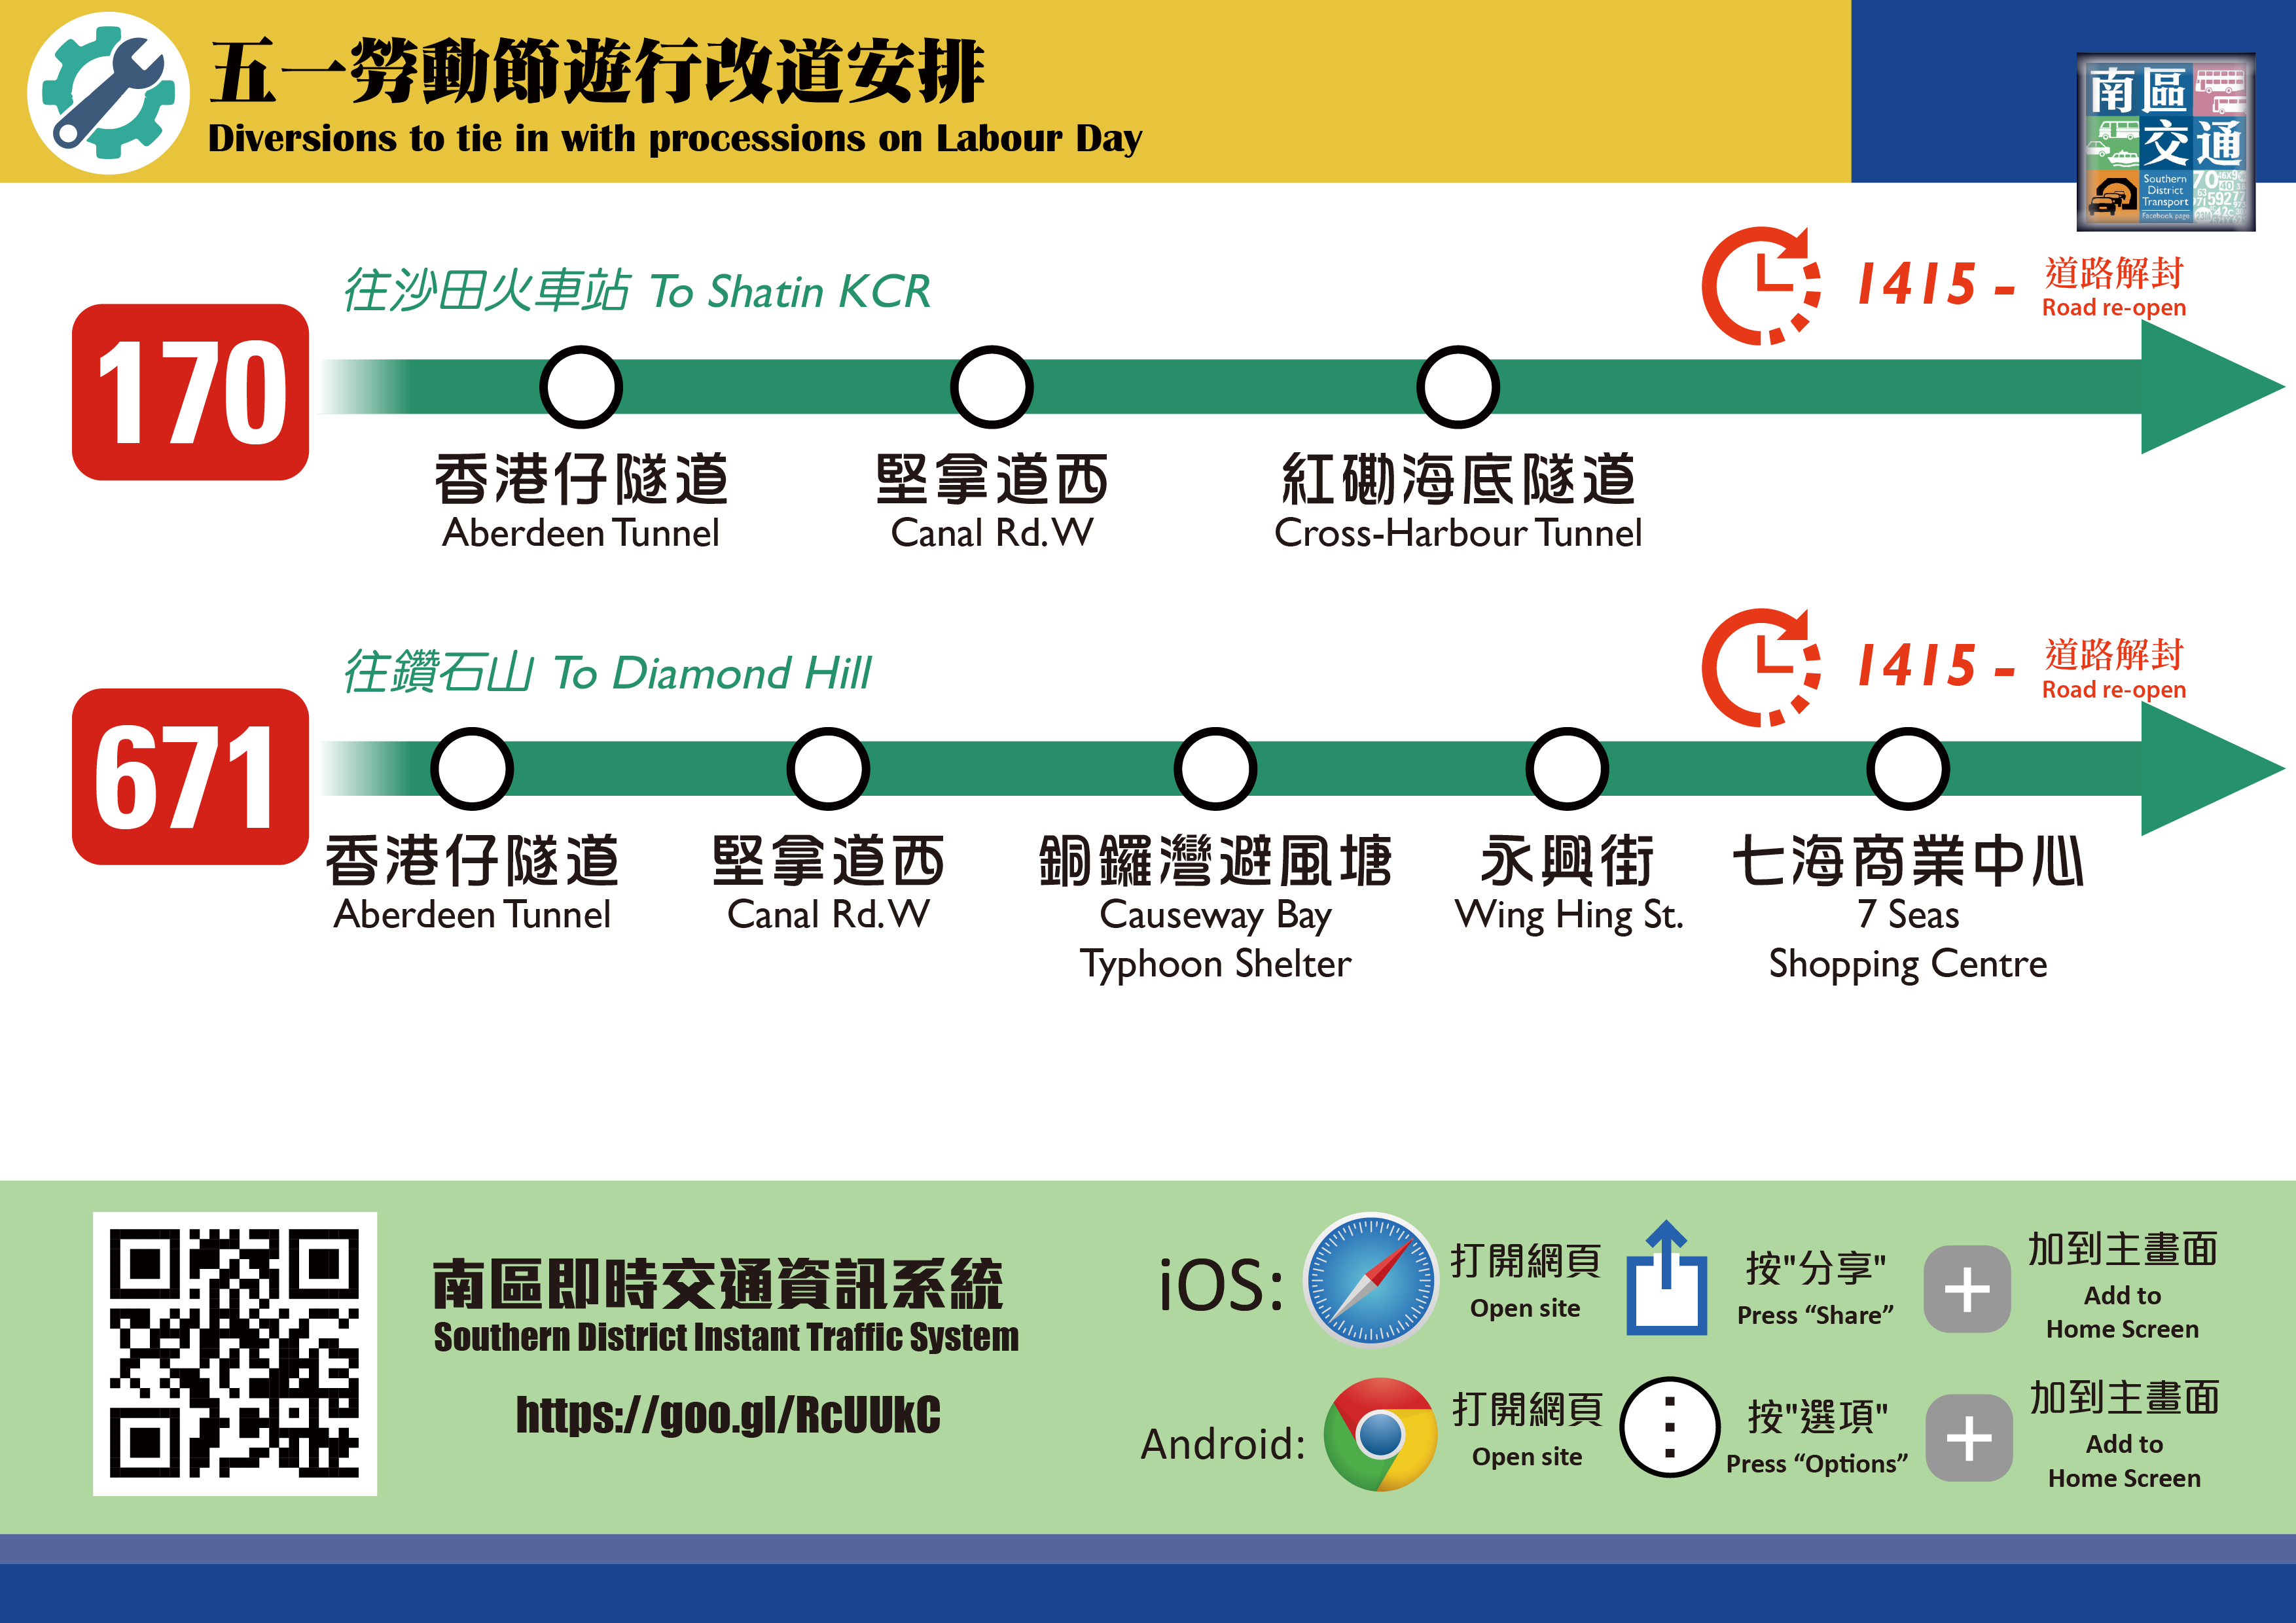 五一勞動節遊行改道安排
Diversions to tie in with processions on Labour Day
南區
交通
Southern
District
Transport
Facebook page
170
往沙田火車站 To Shatin KCR
1415 -
道路解封
Road re-open
香港仔隧道
Aberdeen Tunnel
堅拿道西
Canal Rd. W
紅磡海底隧道
Cross-Harbour Tunnel
671
往鑽石山 To Diamond Hill
1415 -
道路解封
Road re-open
香港仔隧道
Aberdeen Tunnel
堅拿道西
Canal Rd. W
銅鑼灣避風塘
Causeway Bay
Typhoon Shelter
永興街
Wing Hing St.
七海商業中心
7 Seas
Shopping Centre
南區即時交通資訊系統
Southern District Instant Traffic System
https://goo.gl/RcUUkC
iOS:
打開網頁
Open site
按"分享"
Press “Share”
加到主畫面
Add to
Home Screen
Android:
打開網頁
Open site
按"選項"
Press “Options”
加到主畫面
Add to
Home Screen